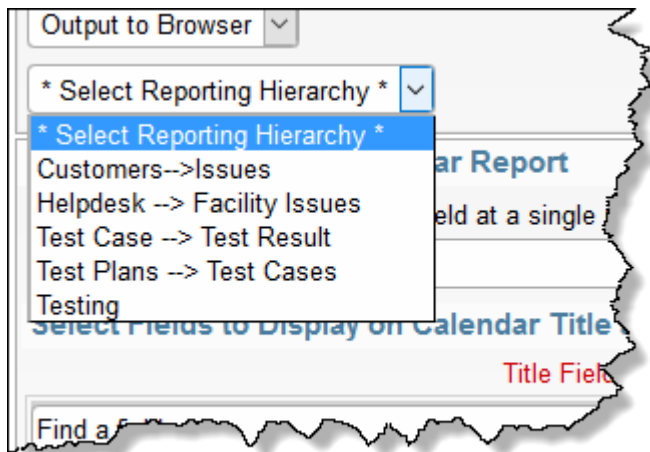 Output to Browser
* Select Reporting Hierarchy *
* Select Reporting Hierarchy *
Customers-->Issues
ar Report
Helpdesk --> Facility Issues
eld at a single
Test Case --> Test Result
Test Plans --> Test Cases
Testing
Select Fields to Display on Calendar Title
Title Field
Find a